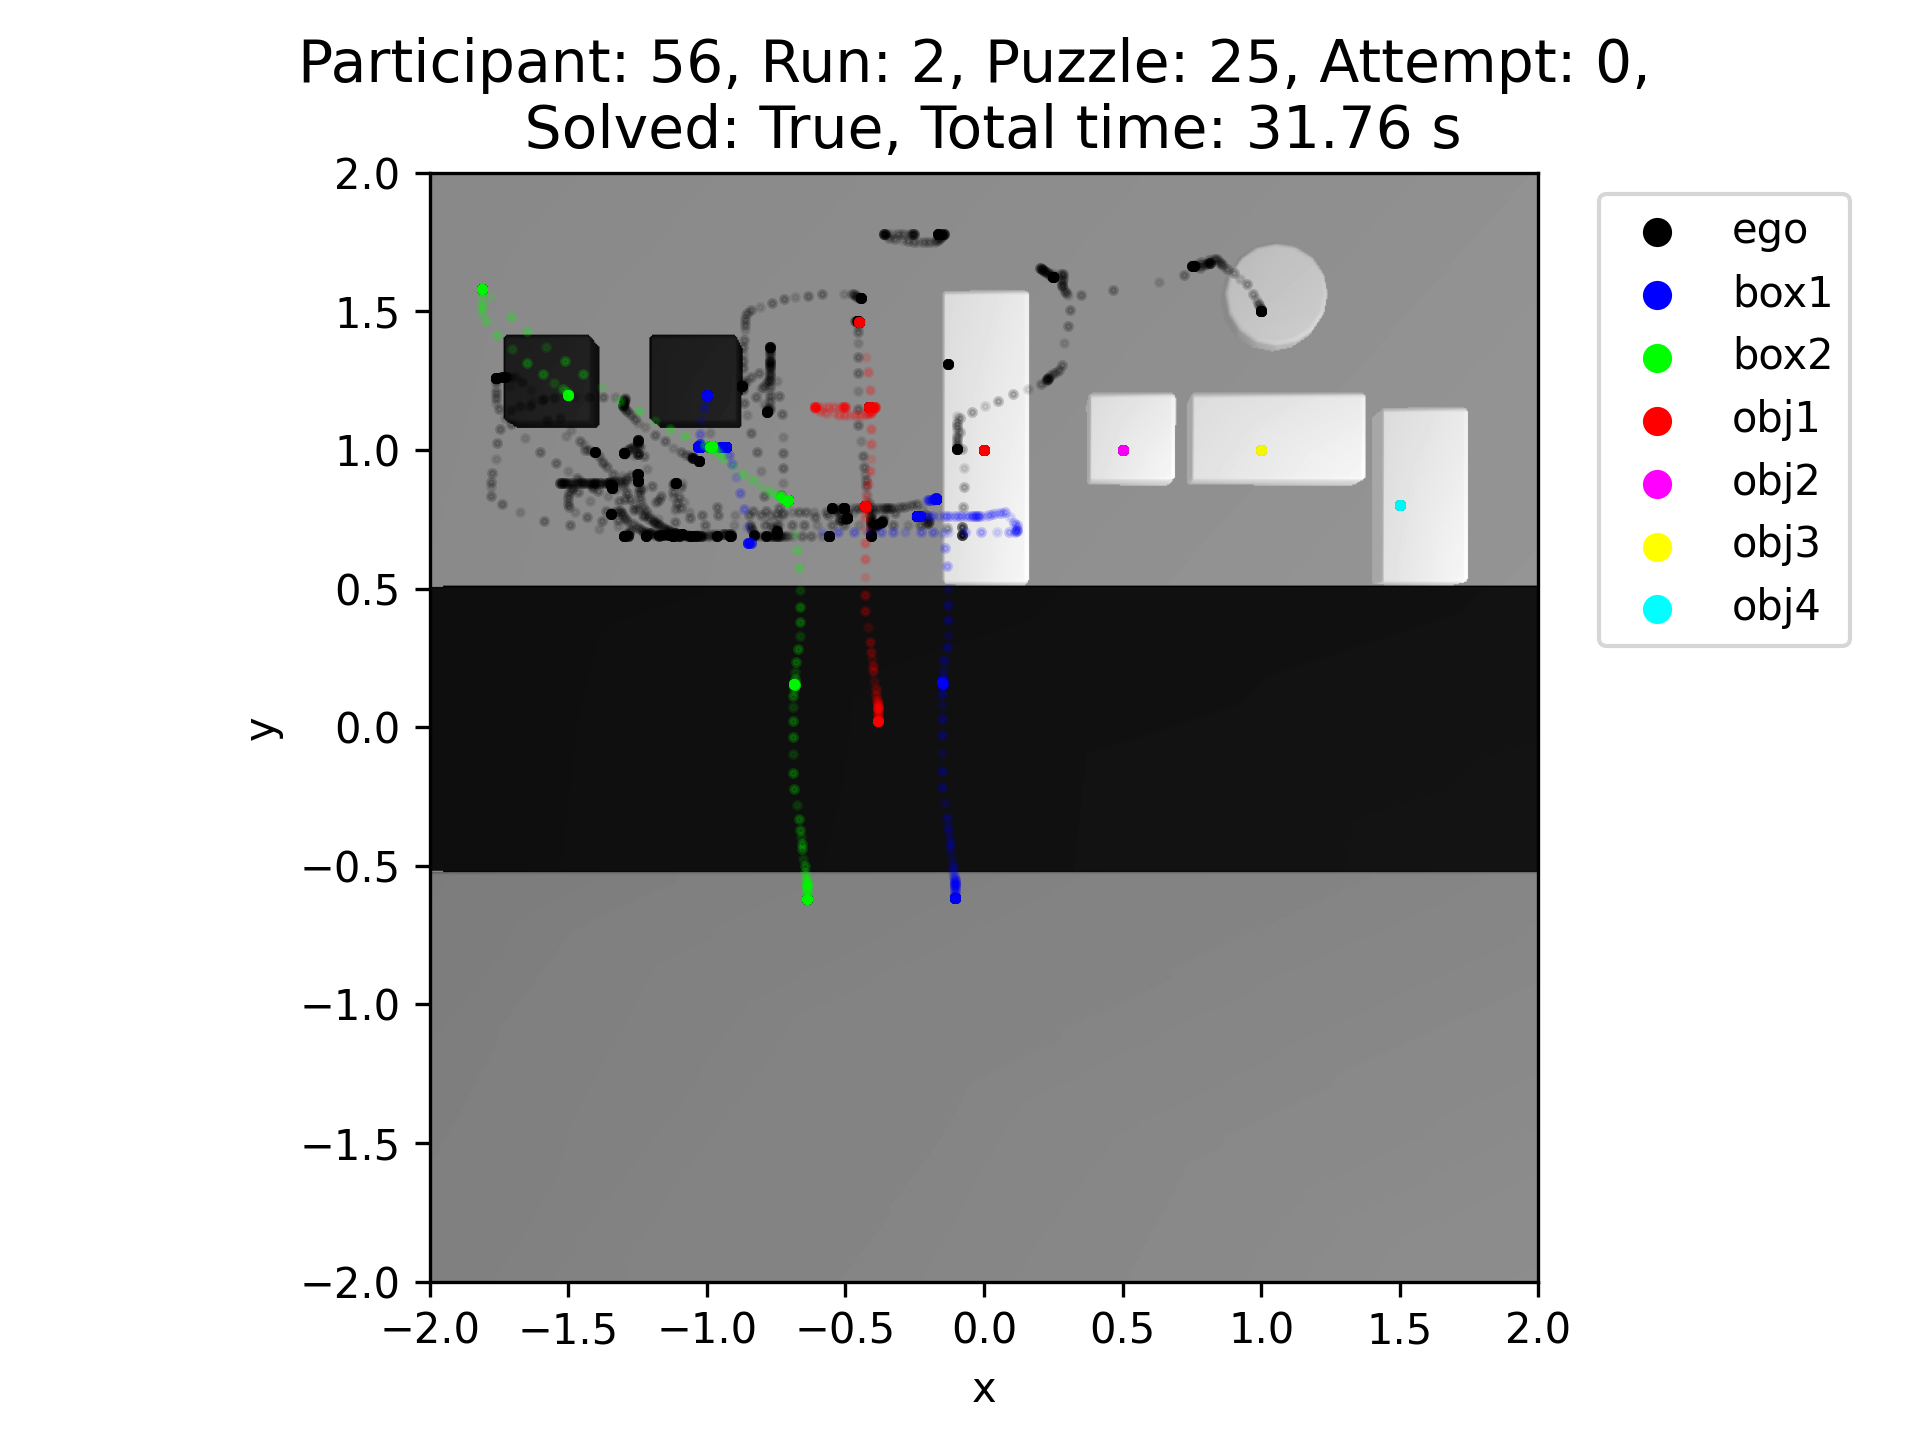 Participant: 56, Run: 2, Puzzle: 25, Attempt: 0,
Solved: True, Total time: 31.76 s
2.0
1.5
1.0
0.5
0.0
−0.5
−1.0
−1.5
−2.0
y
−2.0 −1.5 −1.0 −0.5 0.0 0.5 1.0 1.5 2.0
x
ego
box1
box2
obj1
obj2
obj3
obj4